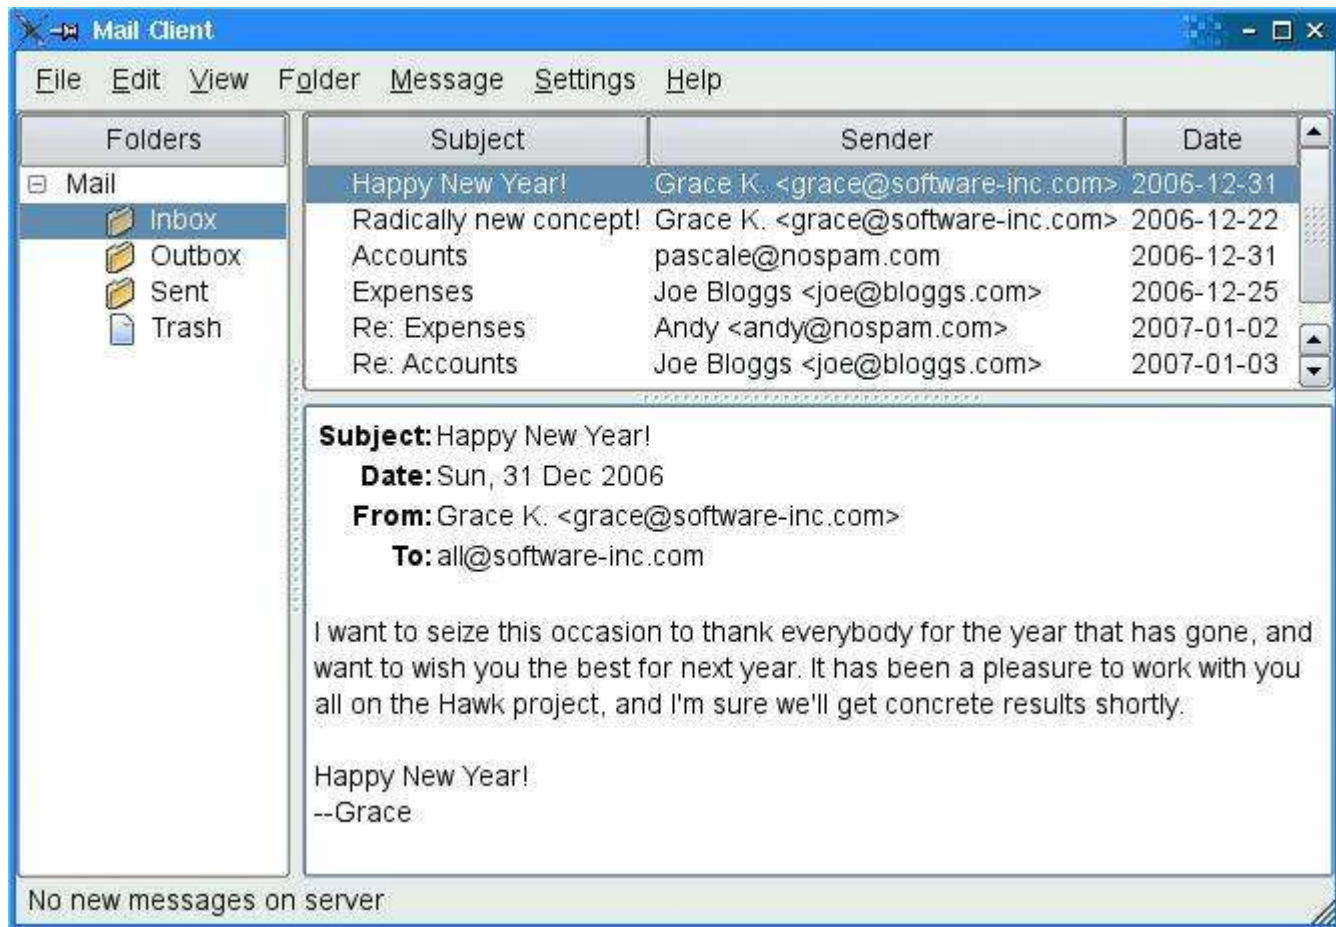 Mail Client
File Edit View Folder Message Settings Help
Folders
Mail
Inbox
Outbox
Sent
Trash
Subject Sender Date
Happy New Year! Grace K. <grace@software-inc.com> 2006-12-31
Radically new concept! Grace K. <grace@software-inc.com> 2006-12-22
Accounts pascale@nospam.com 2006-12-31
Expenses Joe Bloggs <joe@bloggs.com> 2006-12-25
Re: Expenses Andy <andy@nospam.com> 2007-01-02
Re: Accounts Joe Bloggs <joe@bloggs.com> 2007-01-03
Subject: Happy New Year!
Date: Sun, 31 Dec 2006
From: Grace K. <grace@software-inc.com>
To: all@software-inc.com
I want to seize this occasion to thank everybody for the year that has gone, and
want to wish you the best for next year. It has been a pleasure to work with you
all on the Hawk project, and I'm sure we'll get concrete results shortly.
Happy New Year!
--Grace
No new messages on server